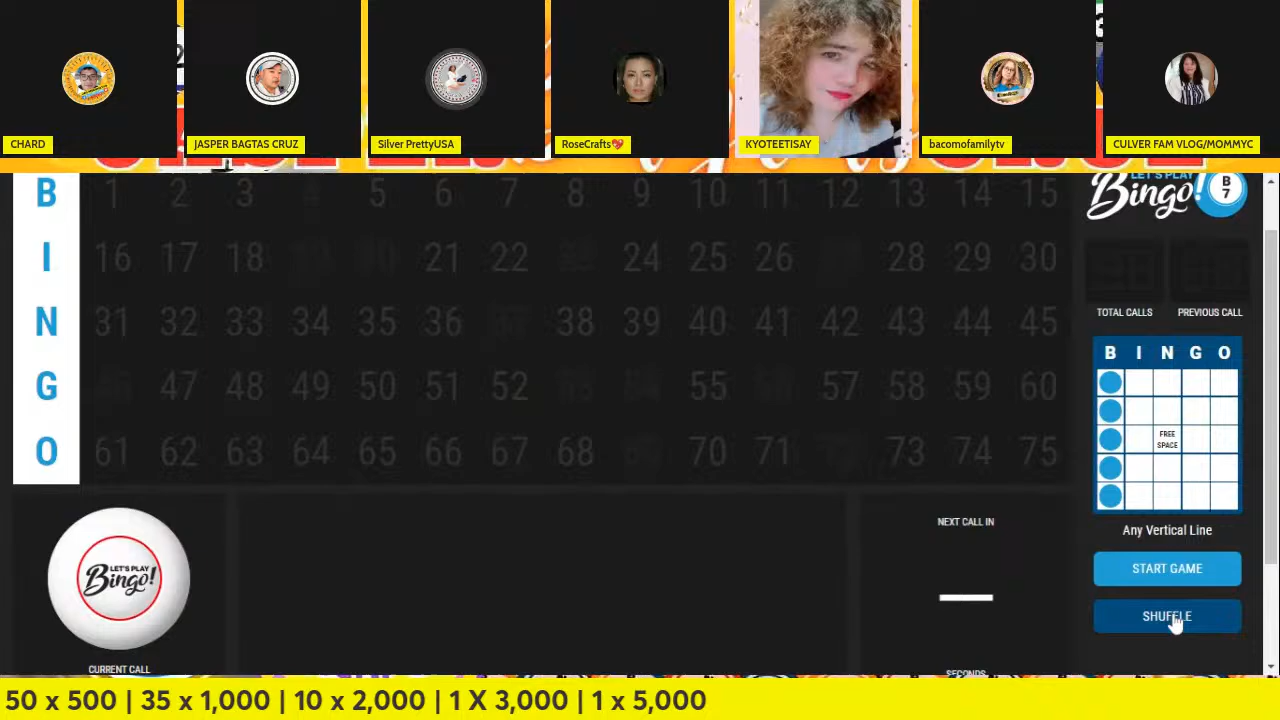 CHARD
JASPER BAGTAS CRUZ
Silver PrettyUSA
RoseCrafts💖
KYOTEETISAY
bacomofamilytv
CULVER FAM VLOG/MOMMYC
B 1 2 3 5 6 7 8 9 10 11 12 13 14 15
I 16 17 18 21 22 24 25 26 28 29 30
N 31 32 33 34 35 36 38 39 40 41 42 43 44 45
G 47 48 49 50 51 52 55 57 58 59 60
O 61 62 63 64 65 66 67 68 70 71 73 74 75
LET'S PLAY
Bingo!
B
7
TOTAL CALLS
PREVIOUS CALL
B I N G O
FREE
SPACE
Any Vertical Line
START GAME
SHUFFLE
LET'S PLAY
Bingo!
CURRENT CALL
NEXT CALL IN
SECONDS
50 x 500 | 35 x 1,000 | 10 x 2,000 | 1 X 3,000 | 1 x 5,000